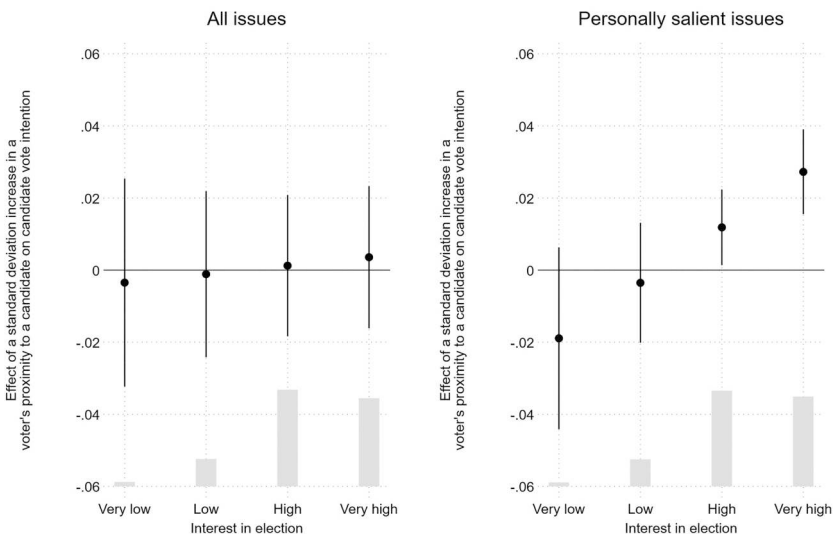 All issues
Effect of a standard deviation increase in a
voter's proximity to a candidate on candidate vote intention
.06
.04
.02
0
-.02
-.04
-.06
Very low Low High Very high
Interest in election
Personally salient issues
Effect of a standard deviation increase in a
voter's proximity to a candidate on candidate vote intention
.06
.04
.02
0
-.02
-.04
-.06
Very low Low High Very high
Interest in election